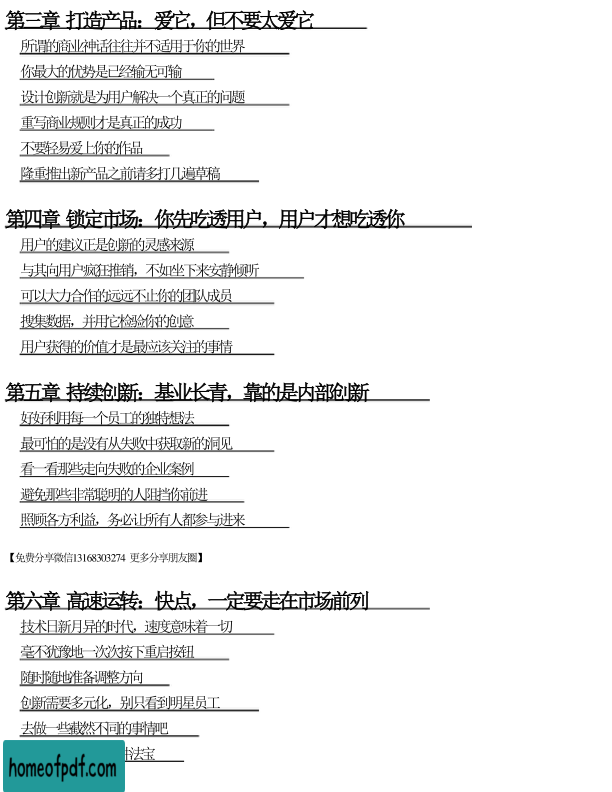 第三章 打造产品：爱它，但不要太爱它
所谓的商业神话往往并不适用于你的世界
你最大的优势是已经输无可输
设计创新就是为用户解决一个真正的问题
重写商业规则才是真正的成功
不要轻易爱上你的作品
隆重推出新产品之前请多打几遍草稿
第四章 锁定市场：你先吃透用户，用户才想吃透你
用户的建议正是创新的灵感来源
与其向用户疯狂推销，不如坐下来安静倾听
可以大力合作的远远不止你的团队成员
搜集数据，并用它检验你的创意
用户获得的价值才是最应该关注的事情
第五章 持续创新：基业长青，靠的是内部创新
好好利用每一个员工的独特想法
最可怕的是没有从失败中获取新的洞见
看一看那些走向失败的企业案例
避免那些非常聪明的人阻挡你前进
照顾各方利益，务必让所有人都参与进来
【免费分享微信13168303274 更多分享朋友圈】
第六章 高速运转：快点，一定要走在市场前列
技术日新月异的时代，速度意味着一切
毫不犹豫地一次次按下重启按钮
随时随地准备调整方向
创新需要多元化，别只看到明星员工
去做一些截然不同的事情吧
法宝
homeofpdf.com